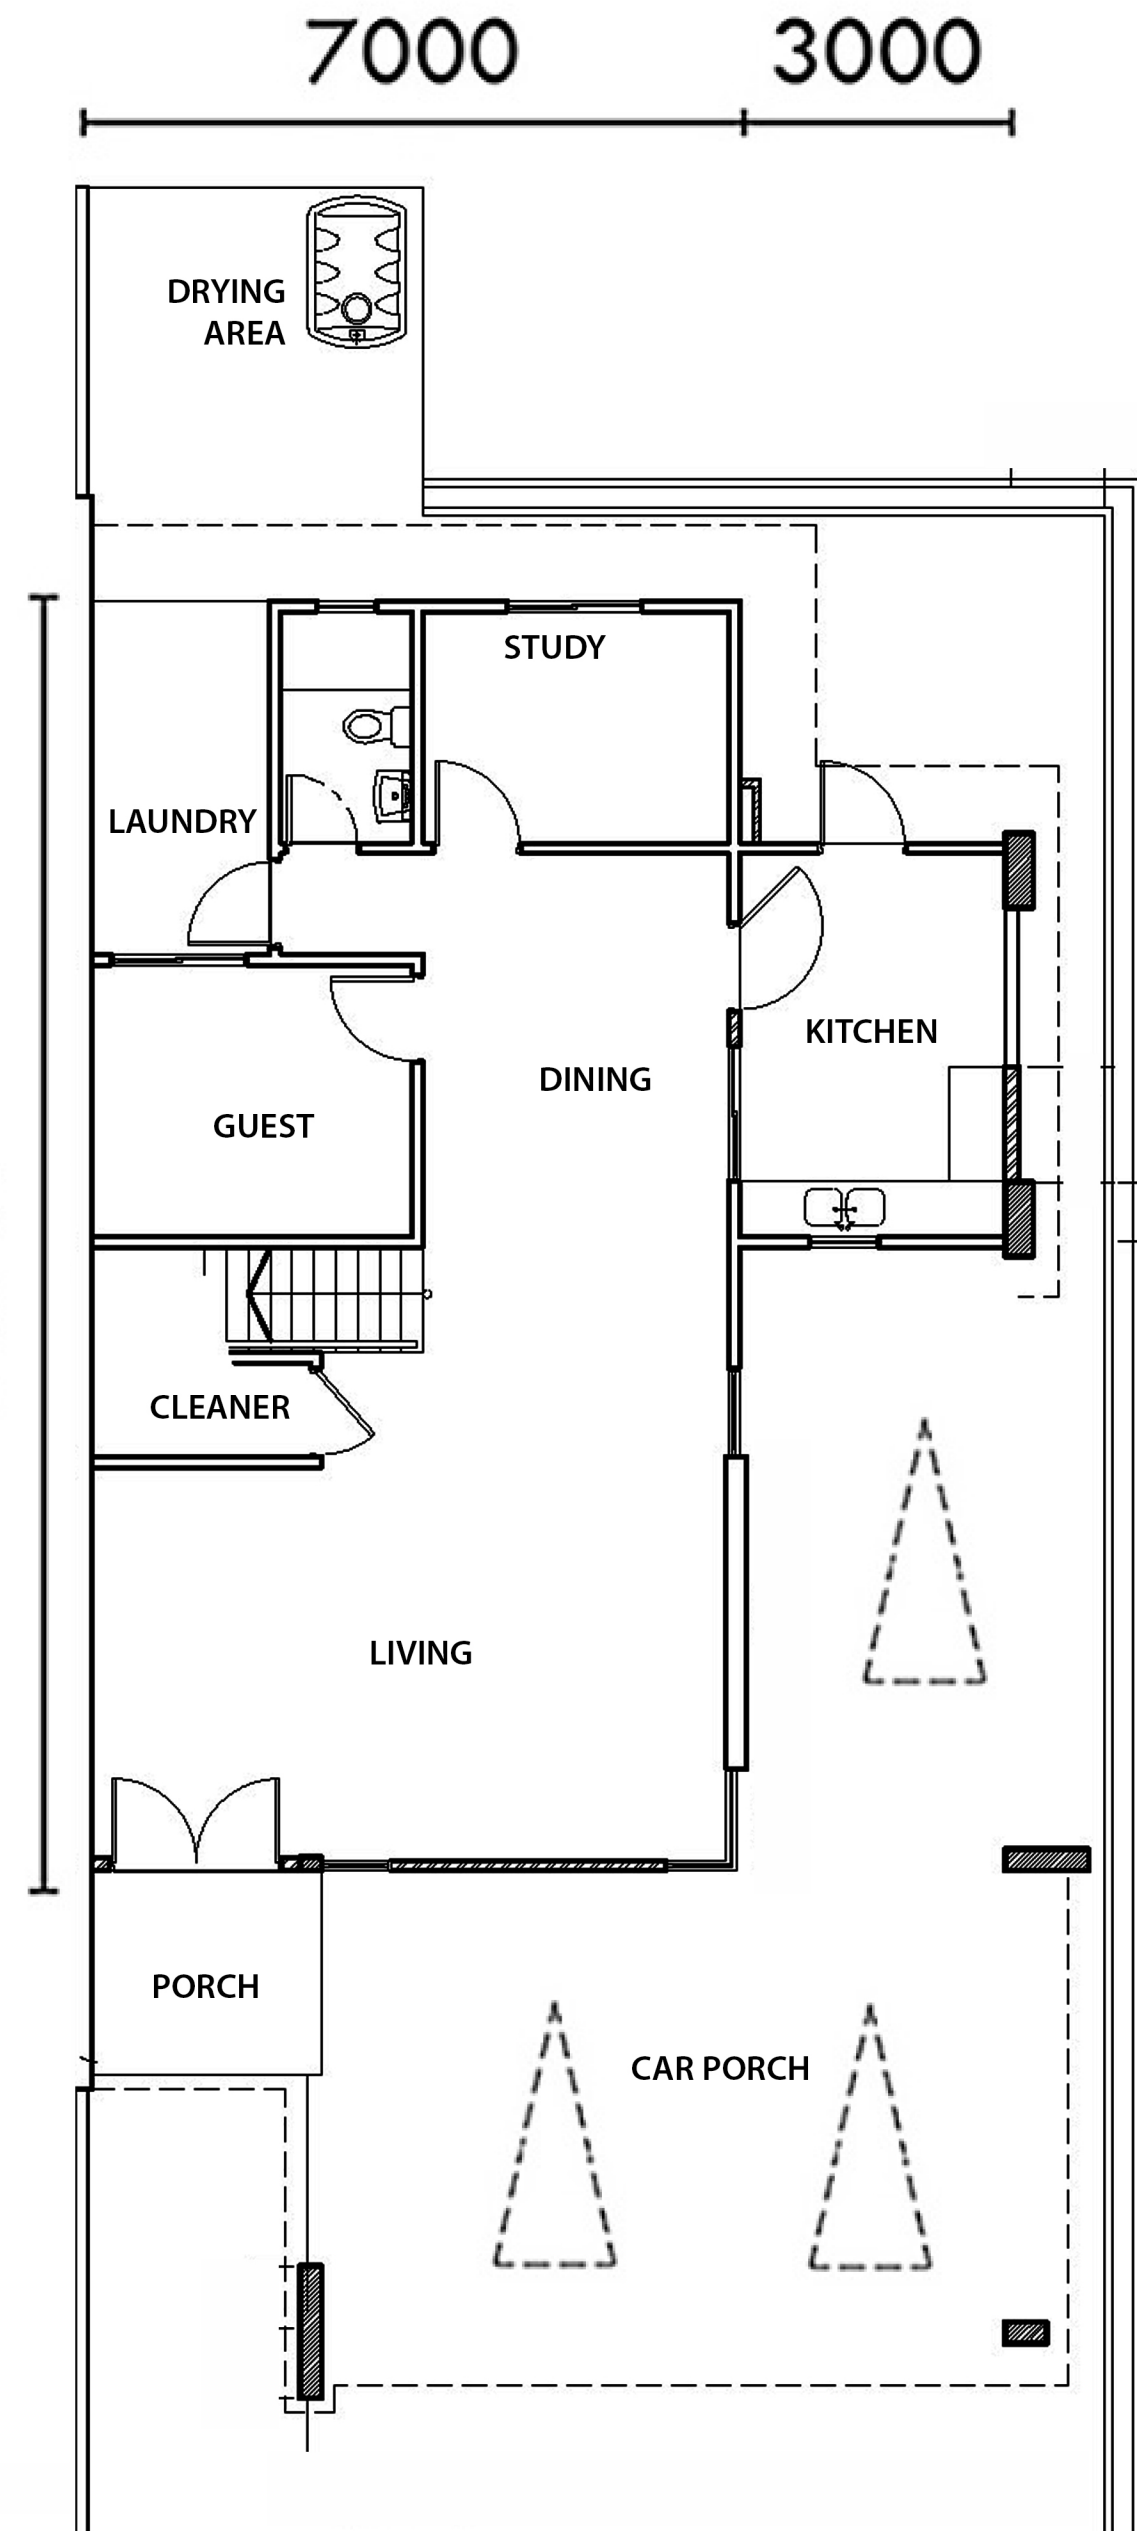 7000 3000
DRYING
AREA
STUDY
LAUNDRY
KITCHEN
DINING
GUEST
CLEANER
LIVING
PORCH
CAR PORCH